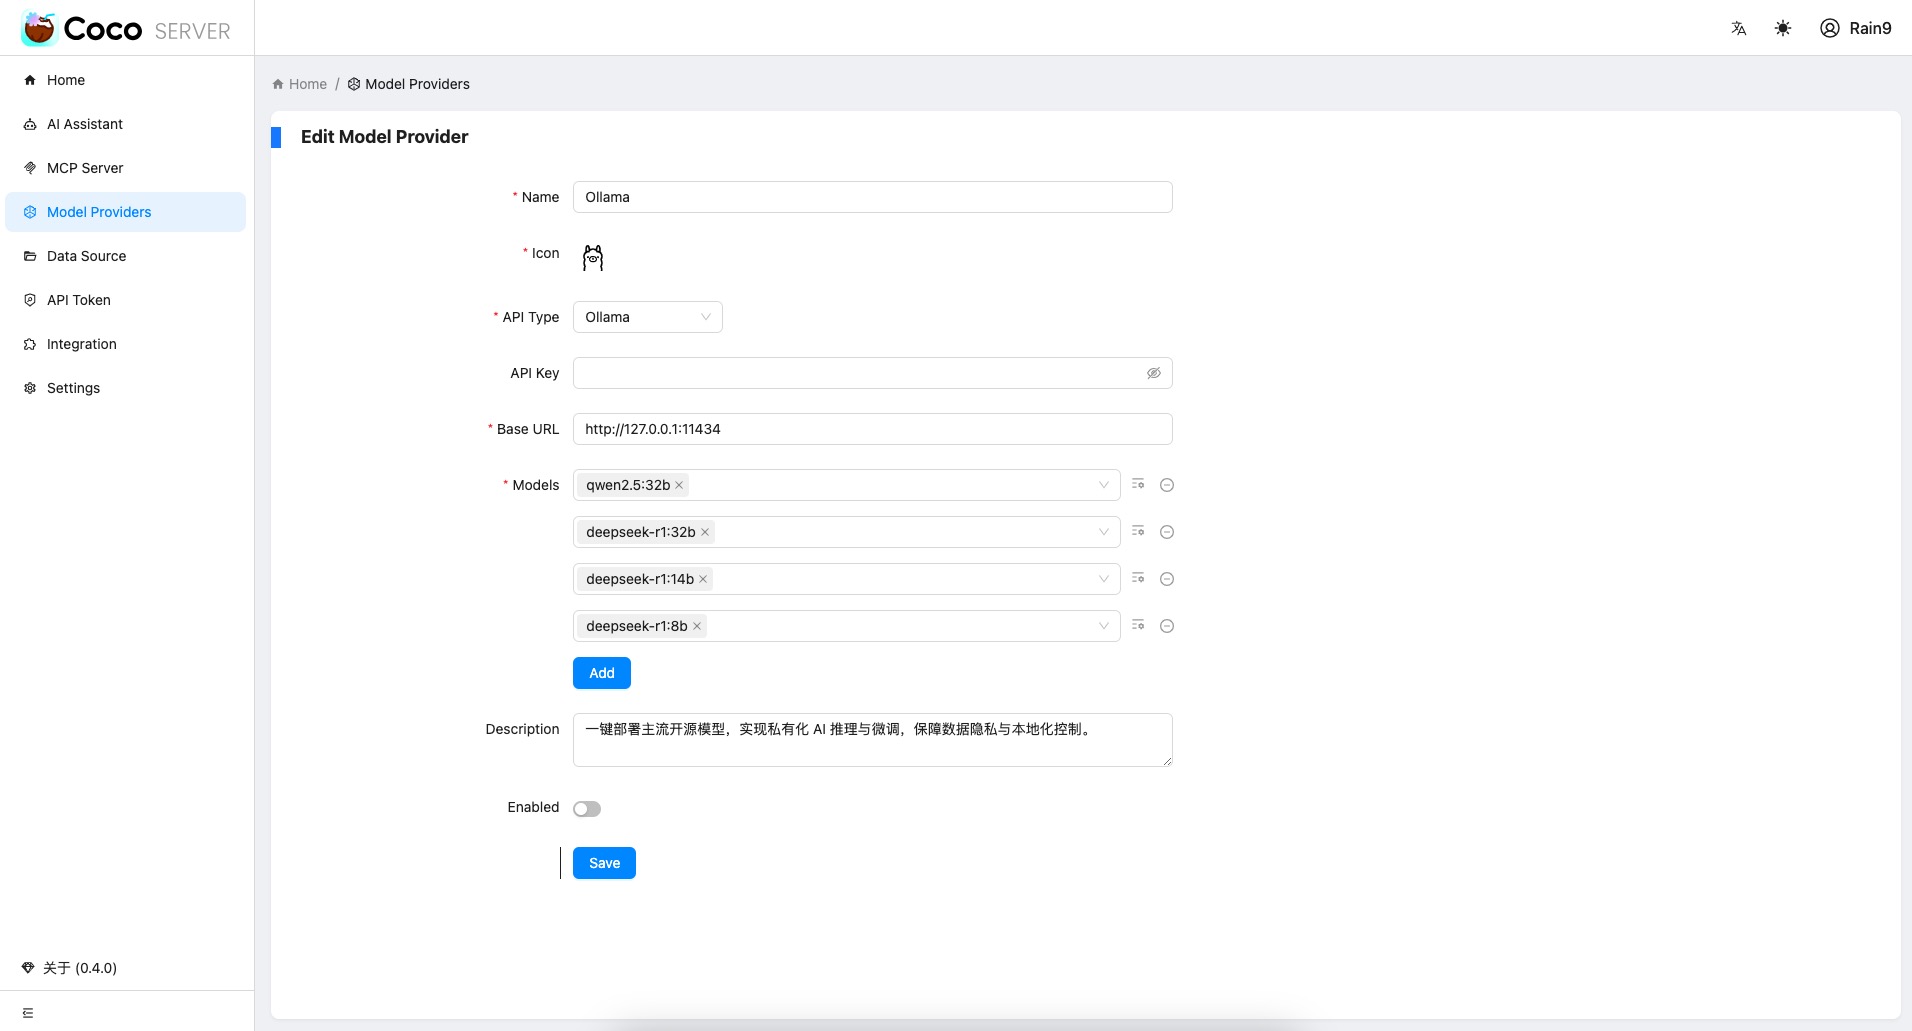 Coco SERVER
Rain9
Home
AI Assistant
MCP Server
Model Providers
Data Source
API Token
Integration
Settings
关于 (0.4.0)
Home / Model Providers
Edit Model Provider
* Name Ollama
* Icon
* API Type Ollama
API Key
* Base URL http://127.0.0.1:11434
* Models qwen2.5:32b
deepseek-r1:32b
deepseek-r1:14b
deepseek-r1:8b
Add
Description 一键部署主流开源模型，实现私有化 AI 推理与微调，保障数据隐私与本地化控制。
Enabled
Save